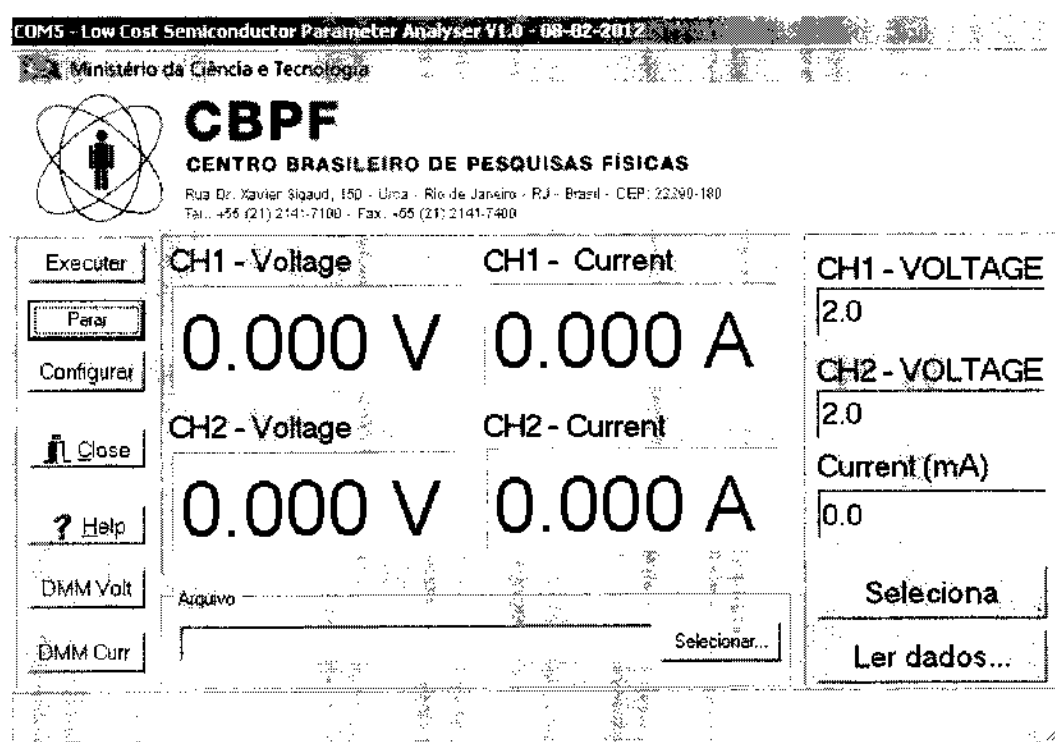 COM5 - Low Cost Semiconductor Parameter Analyser V1.0 - 08-02-2012
Ministério da Ciência e Tecnologia
CBPF
CENTRO BRASILEIRO DE PESQUISAS FÍSICAS
Rua Dr. Xavier Sigaud, 150 - Urca - Rio de Janeiro - RJ - Brasil - CEP: 22290-180
Tel.: +55 (21) 2141-7100 - Fax.: +55 (21) 2141-7400
Executar
Parar
Configurar
Close
Help
DMM Volt
DMM Curr
CH1 - Voltage
0.000 V
CH1 - Current
0.000 A
CH2 - Voltage
0.000 V
CH2 - Current
0.000 A
Arquivo
Selecionar...
CH1 - VOLTAGE
2.0
CH2 - VOLTAGE
2.0
Current (mA)
0.0
Seleciona
Ler dados...